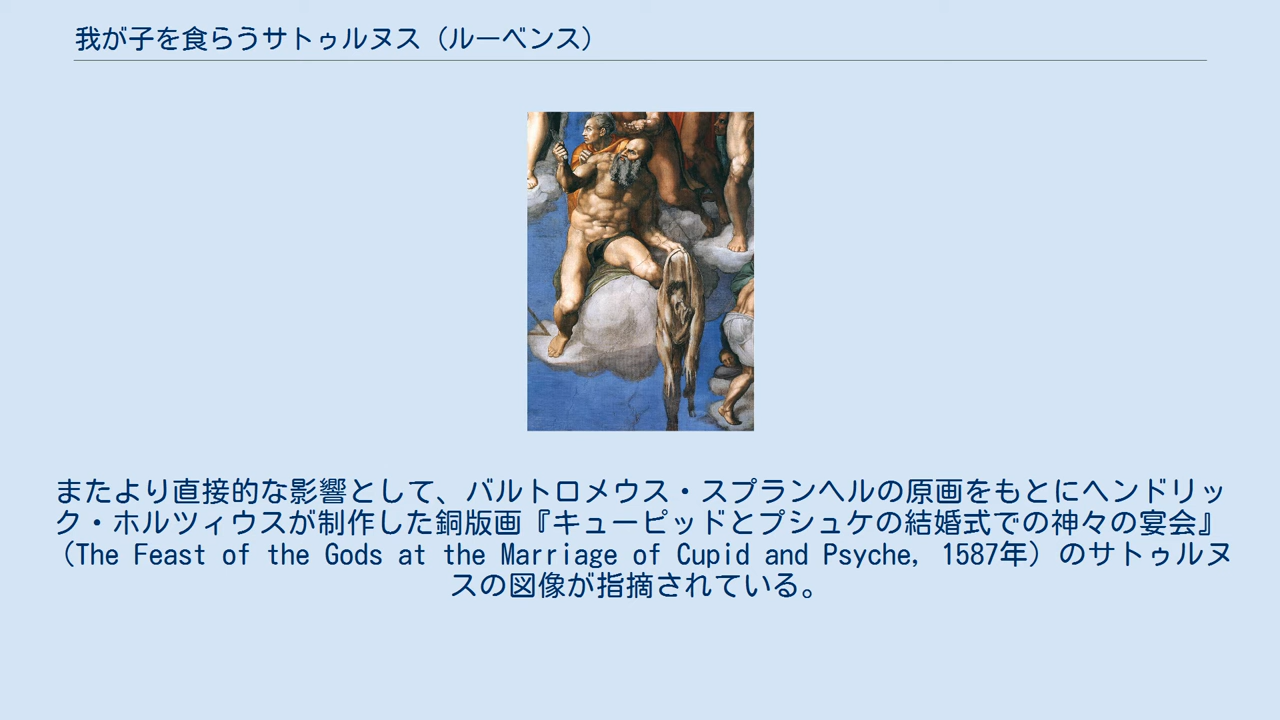 我が子を食らうサトゥルヌス（ルーベンス）
またより直接的な影響として、バルトロメウス・スプランヘルの原画をもとにヘンドリッ
ク・ホルツィウスが制作した銅版画『キューピッドとプシュケの結婚式での神々の宴会』
（The Feast of the Gods at the Marriage of Cupid and Psyche, 1587年）のサトゥルヌ
スの図像が指摘されている。